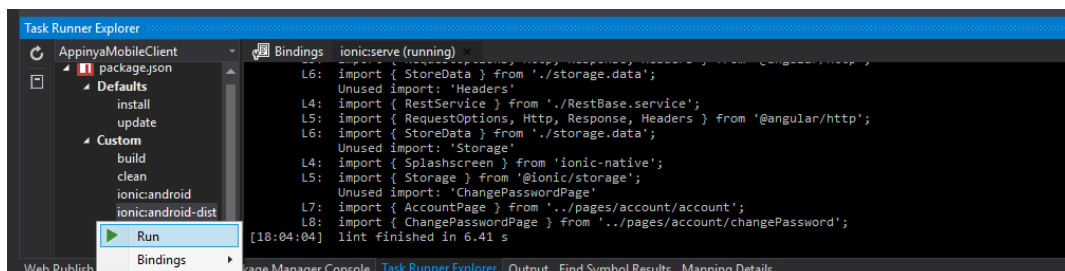 Task Runner Explorer
AppinyaMobileClient
Bindings ionic:serve (running)
package.json
Defaults
install
update
Custom
build
clean
ionic:android
ionic:android-dist
Run
Bindings
L6: import { StoreData } from './storage.data';
Unused import: 'Headers'
L4: import { RestService } from './RestBase.service';
L5: import { RequestOptions, Http, Response, Headers } from '@angular/http';
L6: import { StoreData } from './storage.data';
Unused import: 'Storage'
L4: import { Splashscreen } from 'ionic-native';
L5: import { Storage } from '@ionic/storage';
Unused import: 'ChangePasswordPage'
L7: import { AccountPage } from '../pages/account/account';
L8: import { ChangePasswordPage } from '../pages/account/changePassword';
[18:04:04] lint finished in 6.41 s
Web Publish kage Manager Console Task Runner Explorer Output Find Symbol Results Mapping Details